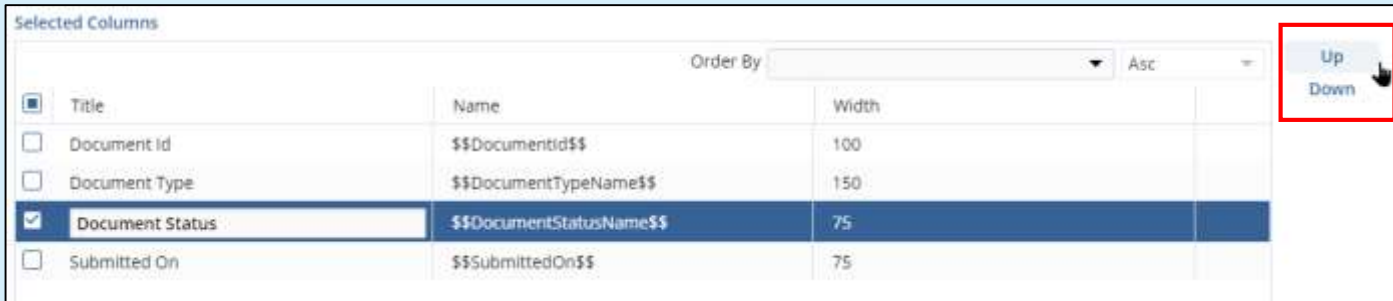 Selected Columns
Order By Asc Up
Down
Title Name Width
Document Id $$DocumentId$$ 100
Document Type $$DocumentTypeName$$ 150
Document Status $$DocumentStatusName$$ 75
Submitted On $$SubmittedOn$$ 75